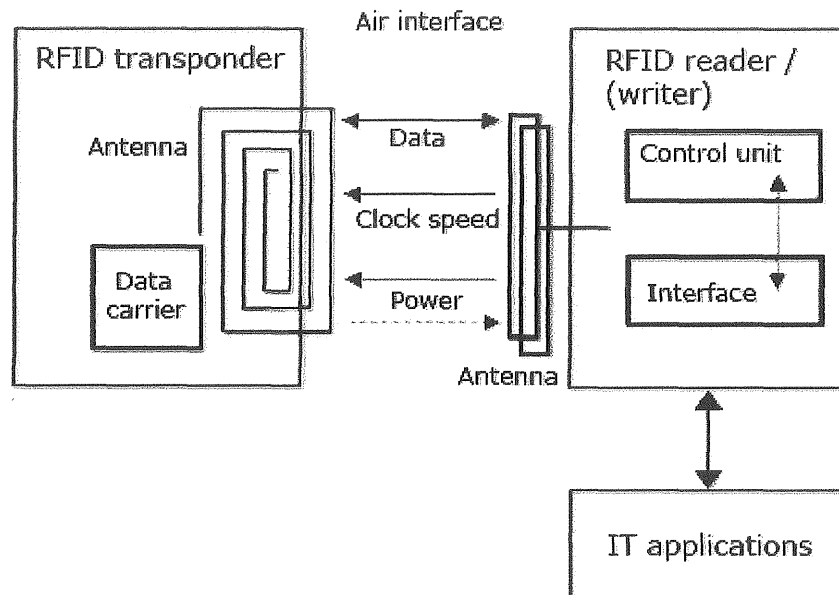 Air interface
RFID transponder
Antenna
Data
carrier
Data
Clock speed
Power
Antenna
RFID reader /
(writer)
Control unit
Interface
IT applications